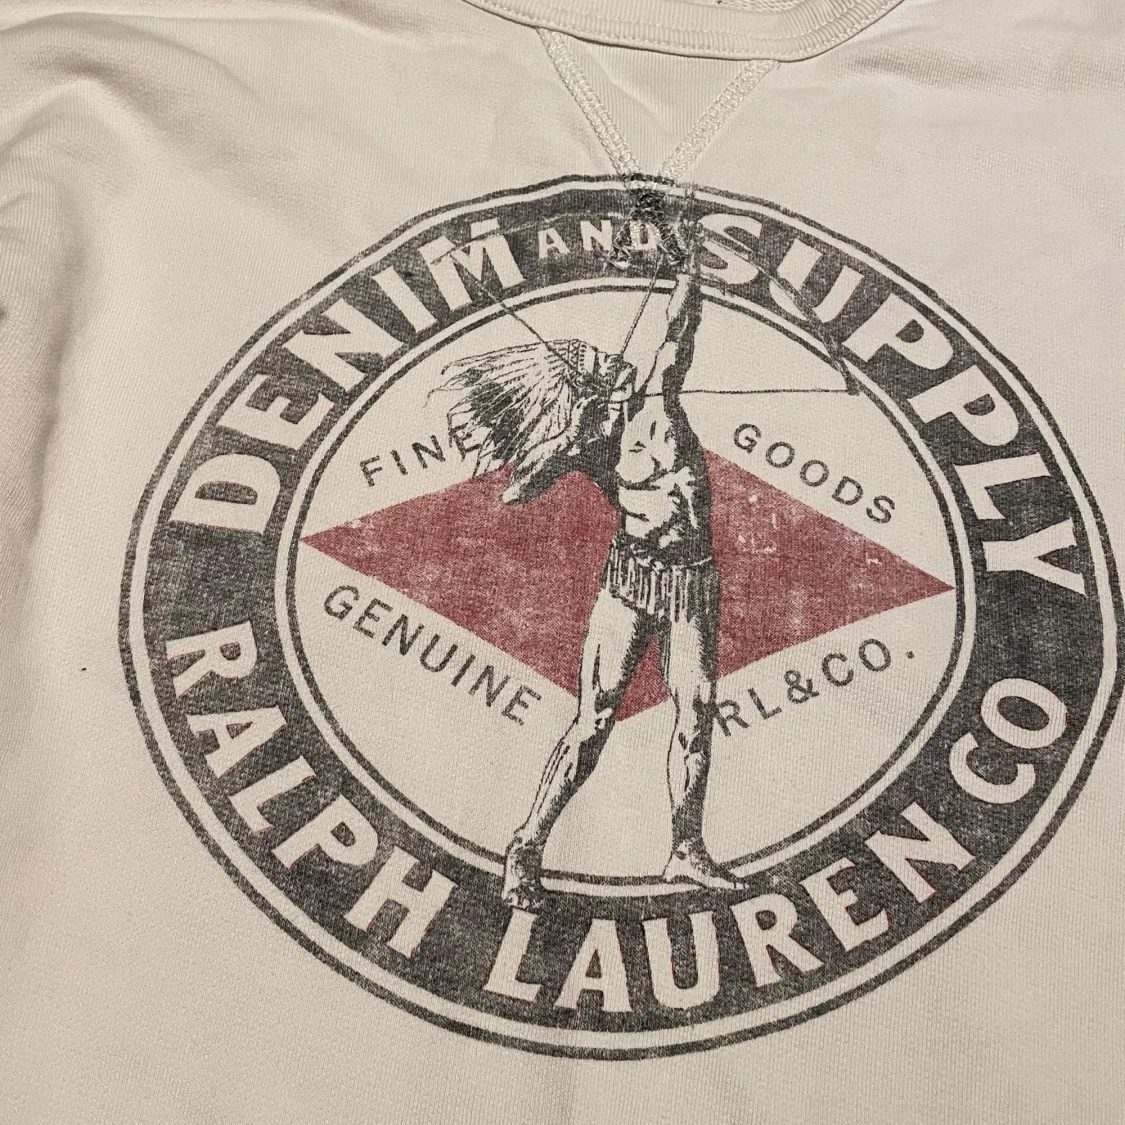 DENIM AND SUPPLY
FINE GOODS
GENUINE RL&CO.
RALPH LAUREN CO